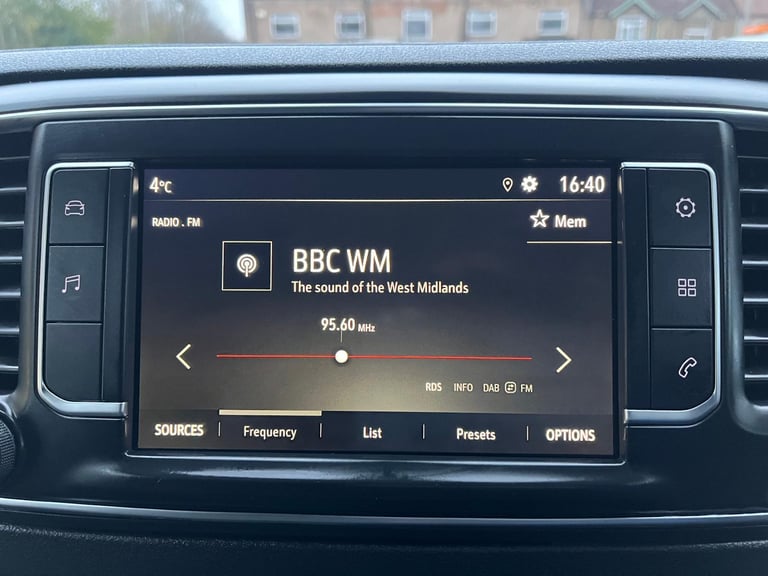 4°C 16:40
RADIO . FM Mem
BBC WM
The sound of the West Midlands
95.60 MHz
RDS INFO DAB FM
SOURCES Frequency List Presets OPTIONS